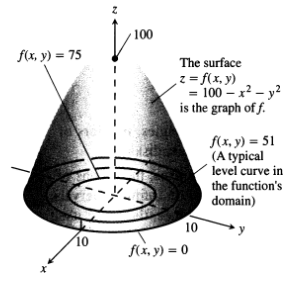 z
100
f(x, y) = 75
The surface
z = f(x, y)
= 100 − x² − y²
is the graph of f.
f(x, y) = 51
(A typical
level curve in
the function's
domain)
10
10
y
f(x, y) = 0
x